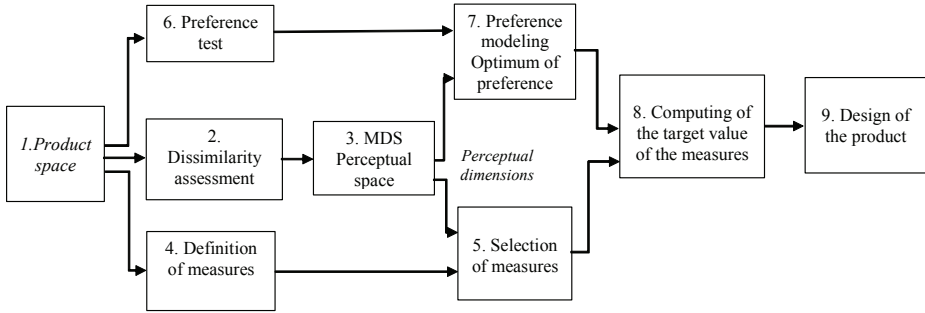 6. Preference
test
7. Preference
modeling
Optimum of
preference
1.Product
space
2.
Dissimilarity
assessment
3. MDS
Perceptual
space
Perceptual
dimensions
8. Computing of
the target value
of the measures
9. Design of
the product
4. Definition
of measures
5. Selection
of measures